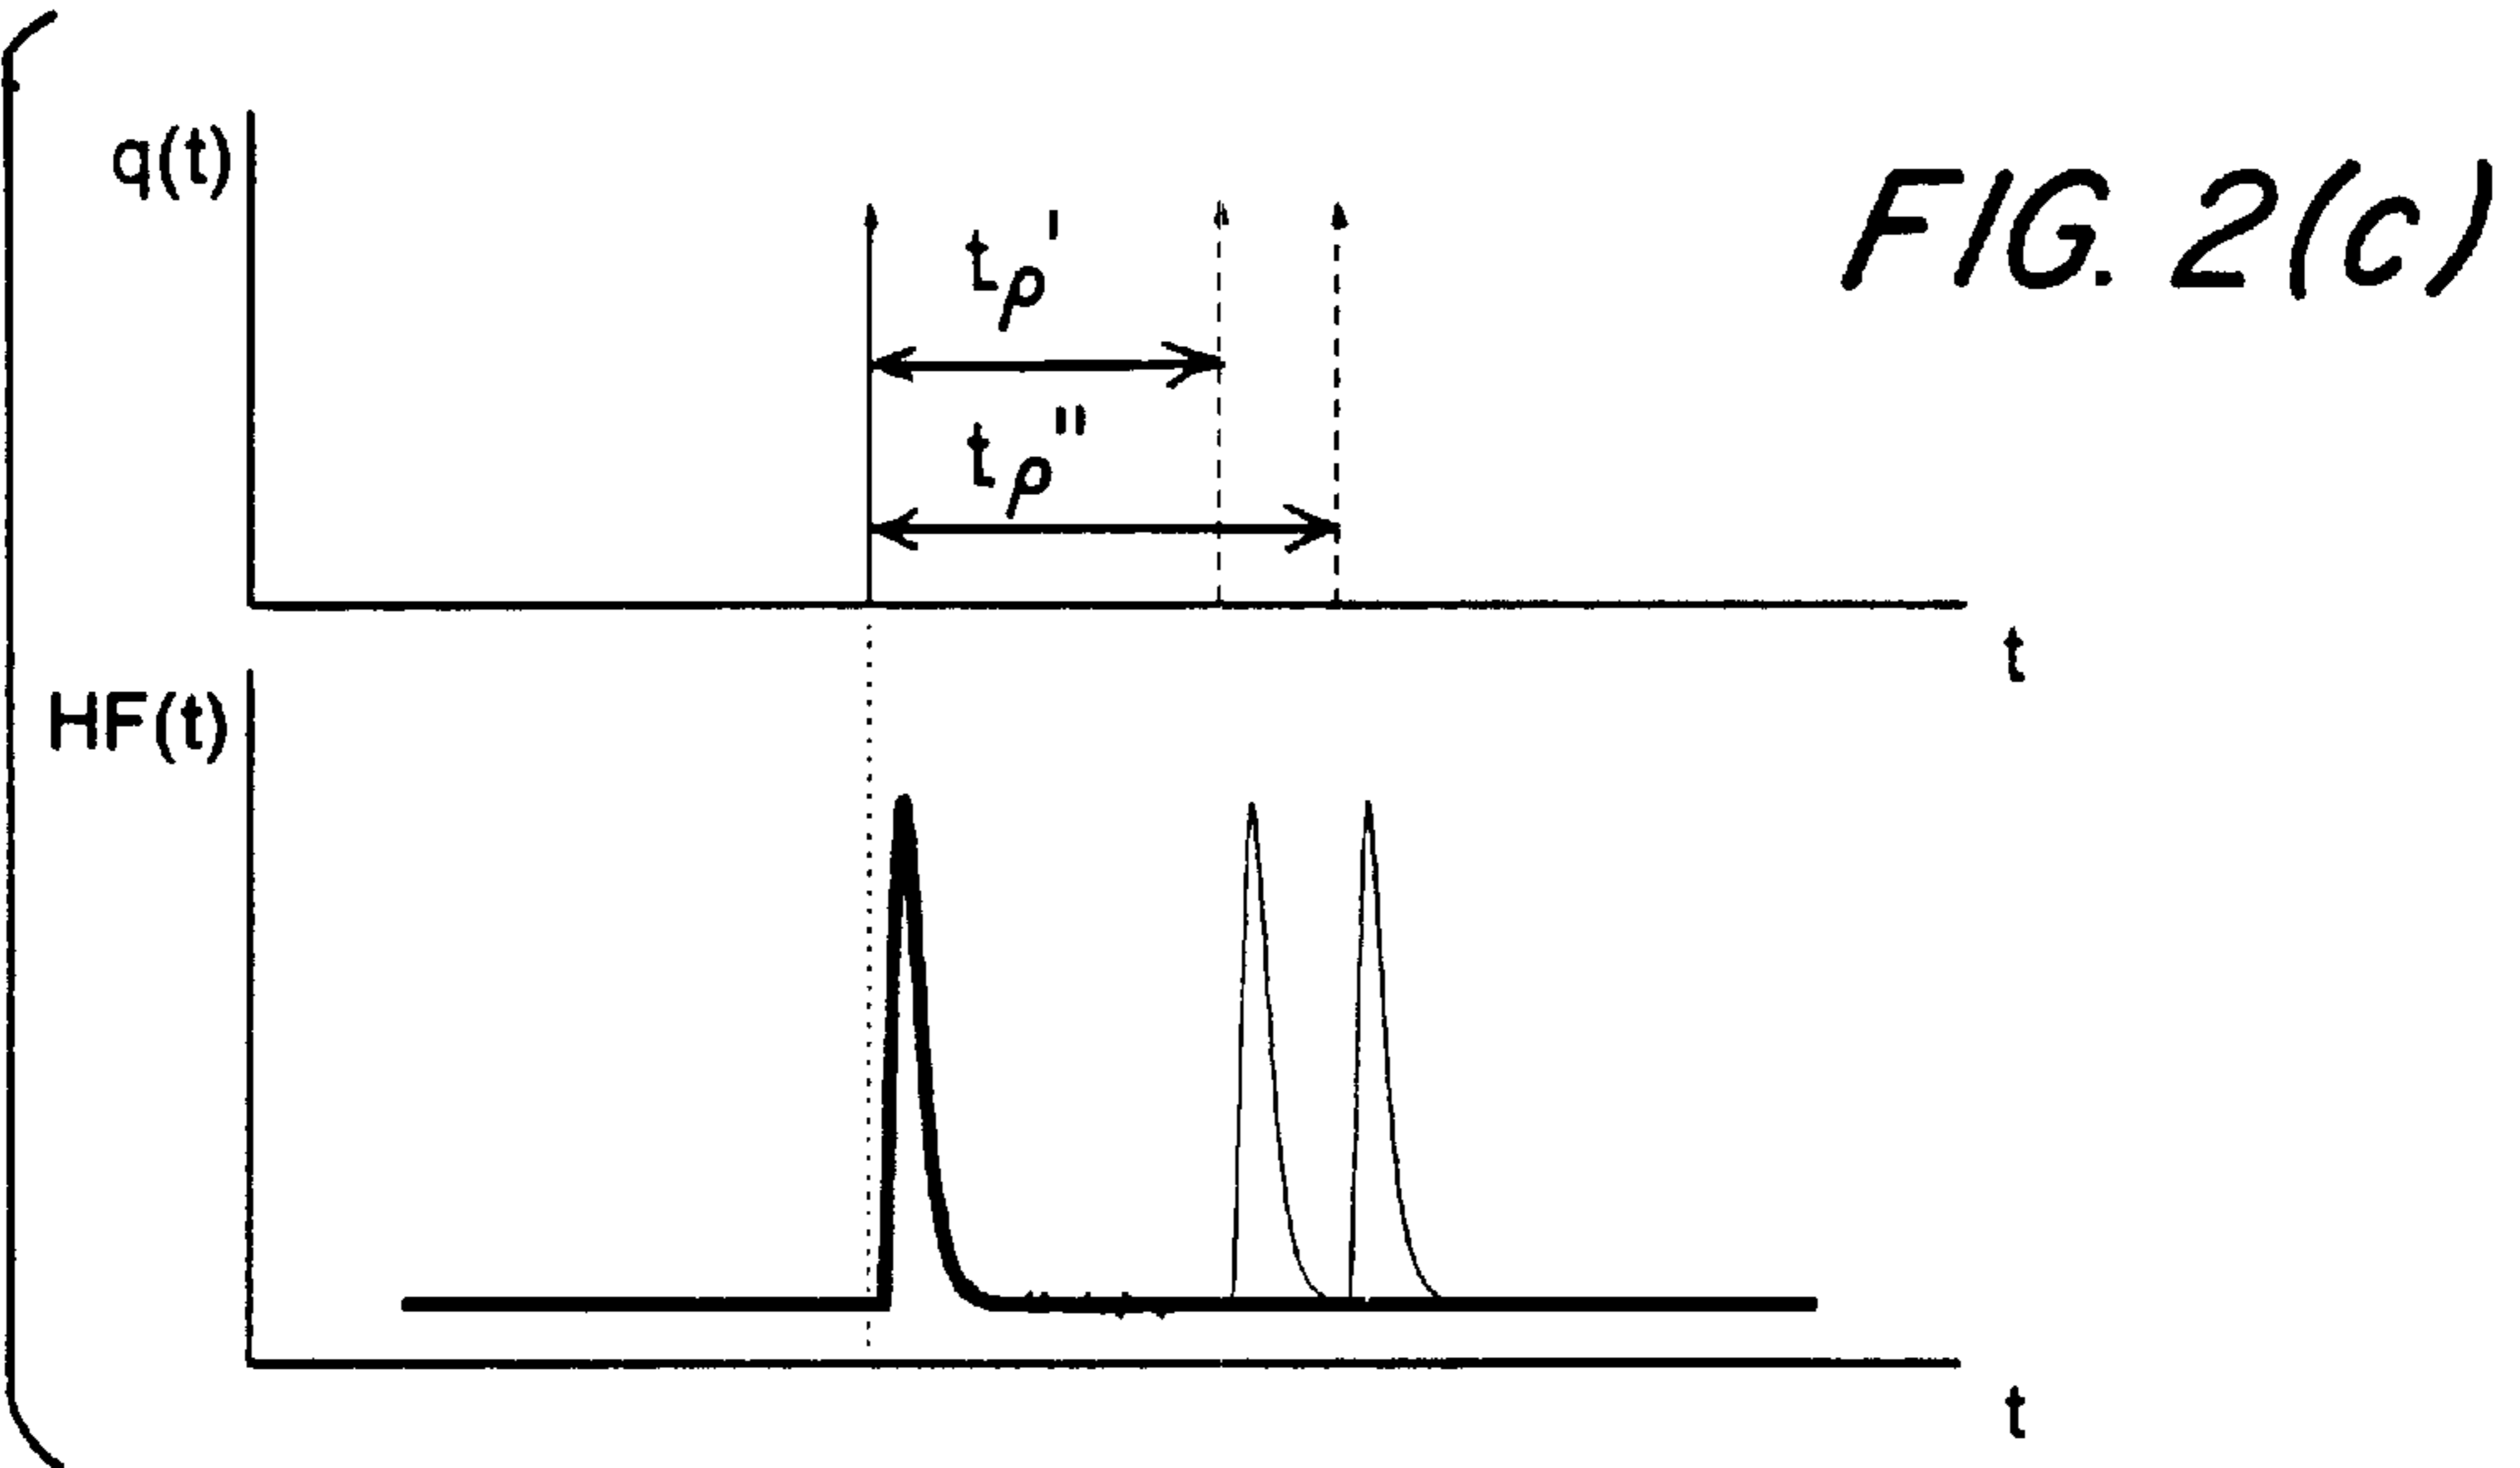 q(t)
FIG. 2(c)
tρ'
tρ"
t
HF(t)
t